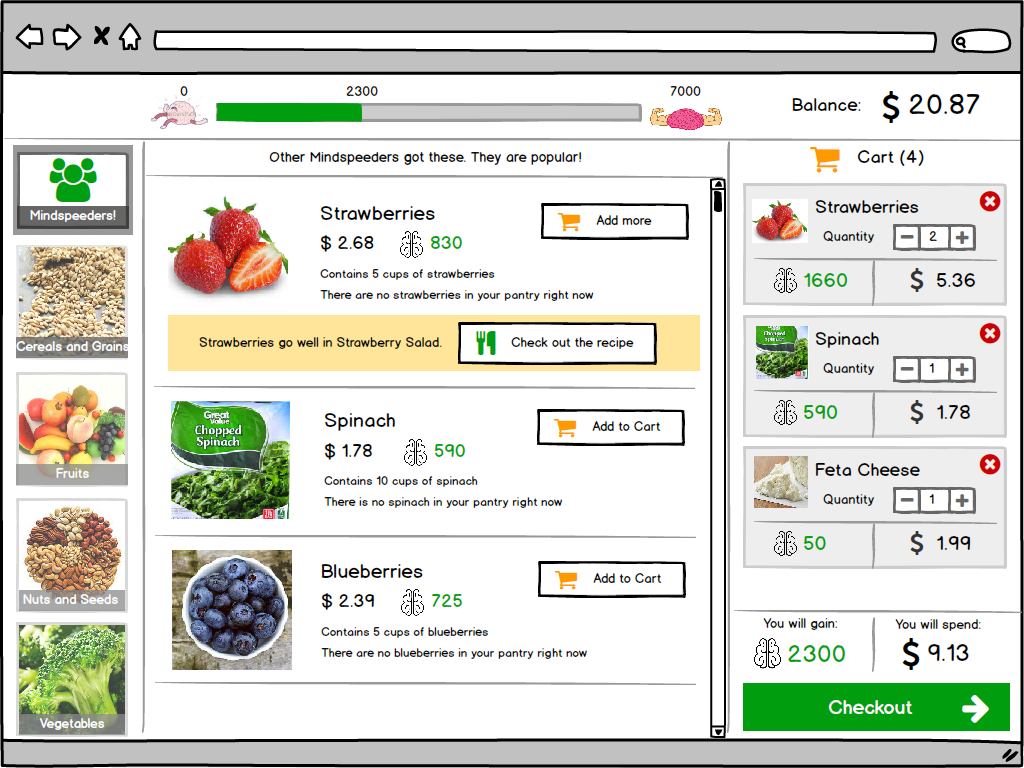 0
2300
7000
Balance:
$ 20.87
Mindspeeders!
Cereals and Grains
Fruits
Nuts and Seeds
Vegetables
Other Mindspeeders got these. They are popular!
Strawberries
$ 2.68
830
Add more
Contains 5 cups of strawberries
There are no strawberries in your pantry right now
Strawberries go well in Strawberry Salad.
Check out the recipe
Great
Value
Chopped
Spinach
Spinach
$ 1.78
590
Add to Cart
Contains 10 cups of spinach
There is no spinach in your pantry right now
Blueberries
$ 2.39
725
Add to Cart
Contains 5 cups of blueberries
There are no blueberries in your pantry right now
Cart (4)
Strawberries
Quantity
2
1660
$ 5.36
Chopped
Spinach
Spinach
Quantity
1
590
$ 1.78
Feta Cheese
Quantity
1
50
$ 1.99
You will gain:
2300
You will spend:
$ 9.13
Checkout